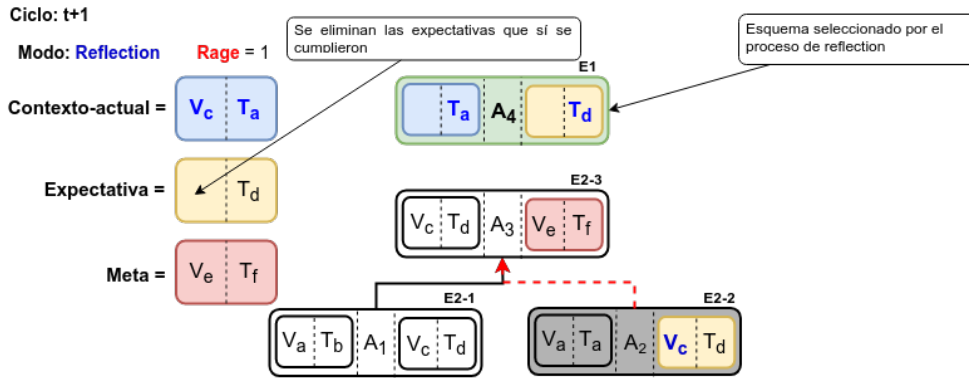 Ciclo: t+1
Se eliminan las expectativas que sí se
cumplieron
Esquema seleccionado por el
proceso de reflection
Modo: Reflection Rage = 1
E1
Contexto-actual = Vc Ta
Ta A4 Td
Expectativa = Td
E2-3
Vc Td A3 Ve Tf
Meta = Ve Tf
E2-1 E2-2
Va Tb A1 Vc Td
Va Ta A2 Vc Td